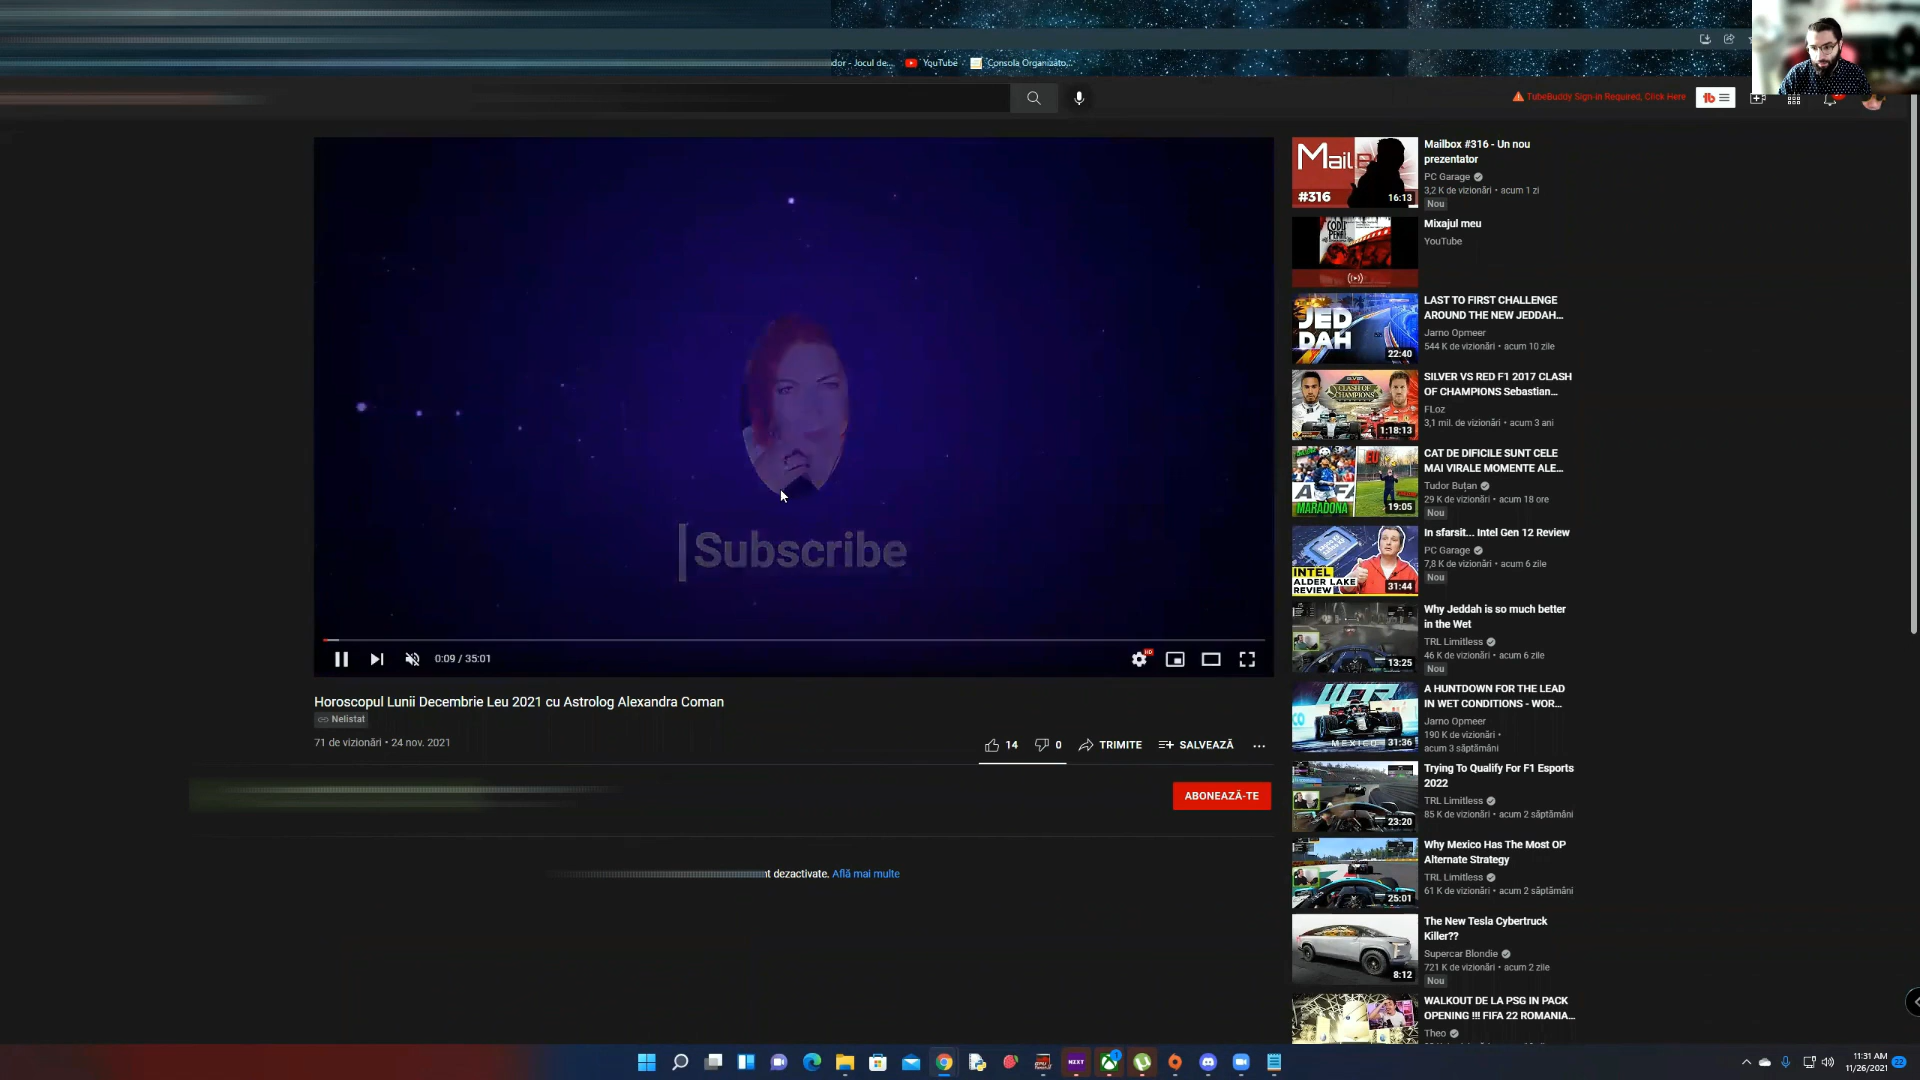 dor - Jocul de...
YouTube
Consola Organizato...
TubeBuddy Sign-in Required, Click Here
Subscribe
0:09 / 35:01
HD
Horoscopul Lunii Decembrie Leu 2021 cu Astrolog Alexandra Coman
Nelistat
71 de vizionări • 24 nov. 2021
14
0
TRIMITE
SALVEAZĂ
ABONEAZĂ-TE
t dezactivate. Află mai multe
#316
16:13
Mailbox #316 - Un nou
prezentator
PC Garage
3,2 K de vizionări • acum 1 zi
Nou
Mixajul meu
YouTube
JED
DAH
22:40
LAST TO FIRST CHALLENGE
AROUND THE NEW JEDDAH...
Jarno Opmeer
544 K de vizionări • acum 10 zile
CLASH OF
CHAMPIONS
1:18:13
SILVER VS RED F1 2017 CLASH
OF CHAMPIONS Sebastian...
FLoz
3,1 mil. de vizionări • acum 3 ani
EU
MARADONA
19:05
CAT DE DIFICILE SUNT CELE
MAI VIRALE MOMENTE ALE...
Tudor Buțan
29 K de vizionări • acum 18 ore
Nou
INTEL
ALDER LAKE
REVIEW
31:44
In sfarsit... Intel Gen 12 Review
PC Garage
7,8 K de vizionări • acum 6 zile
Nou
13:25
Why Jeddah is so much better
in the Wet
TRL Limitless
46 K de vizionări • acum 6 zile
Nou
MEXICO
31:36
A HUNTDOWN FOR THE LEAD
IN WET CONDITIONS - WOR...
Jarno Opmeer
190 K de vizionări •
acum 3 săptămâni
23:20
Trying To Qualify For F1 Esports
2022
TRL Limitless
85 K de vizionări • acum 2 săptămâni
25:01
Why Mexico Has The Most OP
Alternate Strategy
TRL Limitless
61 K de vizionări • acum 2 săptămâni
8:12
The New Tesla Cybertruck
Killer??
Supercar Blondie
721 K de vizionări • acum 2 zile
Nou
WALKOUT DE LA PSG IN PACK
OPENING !!! FIFA 22 ROMANIA...
Theo
NZXT
11:31 AM
11/26/2021
22